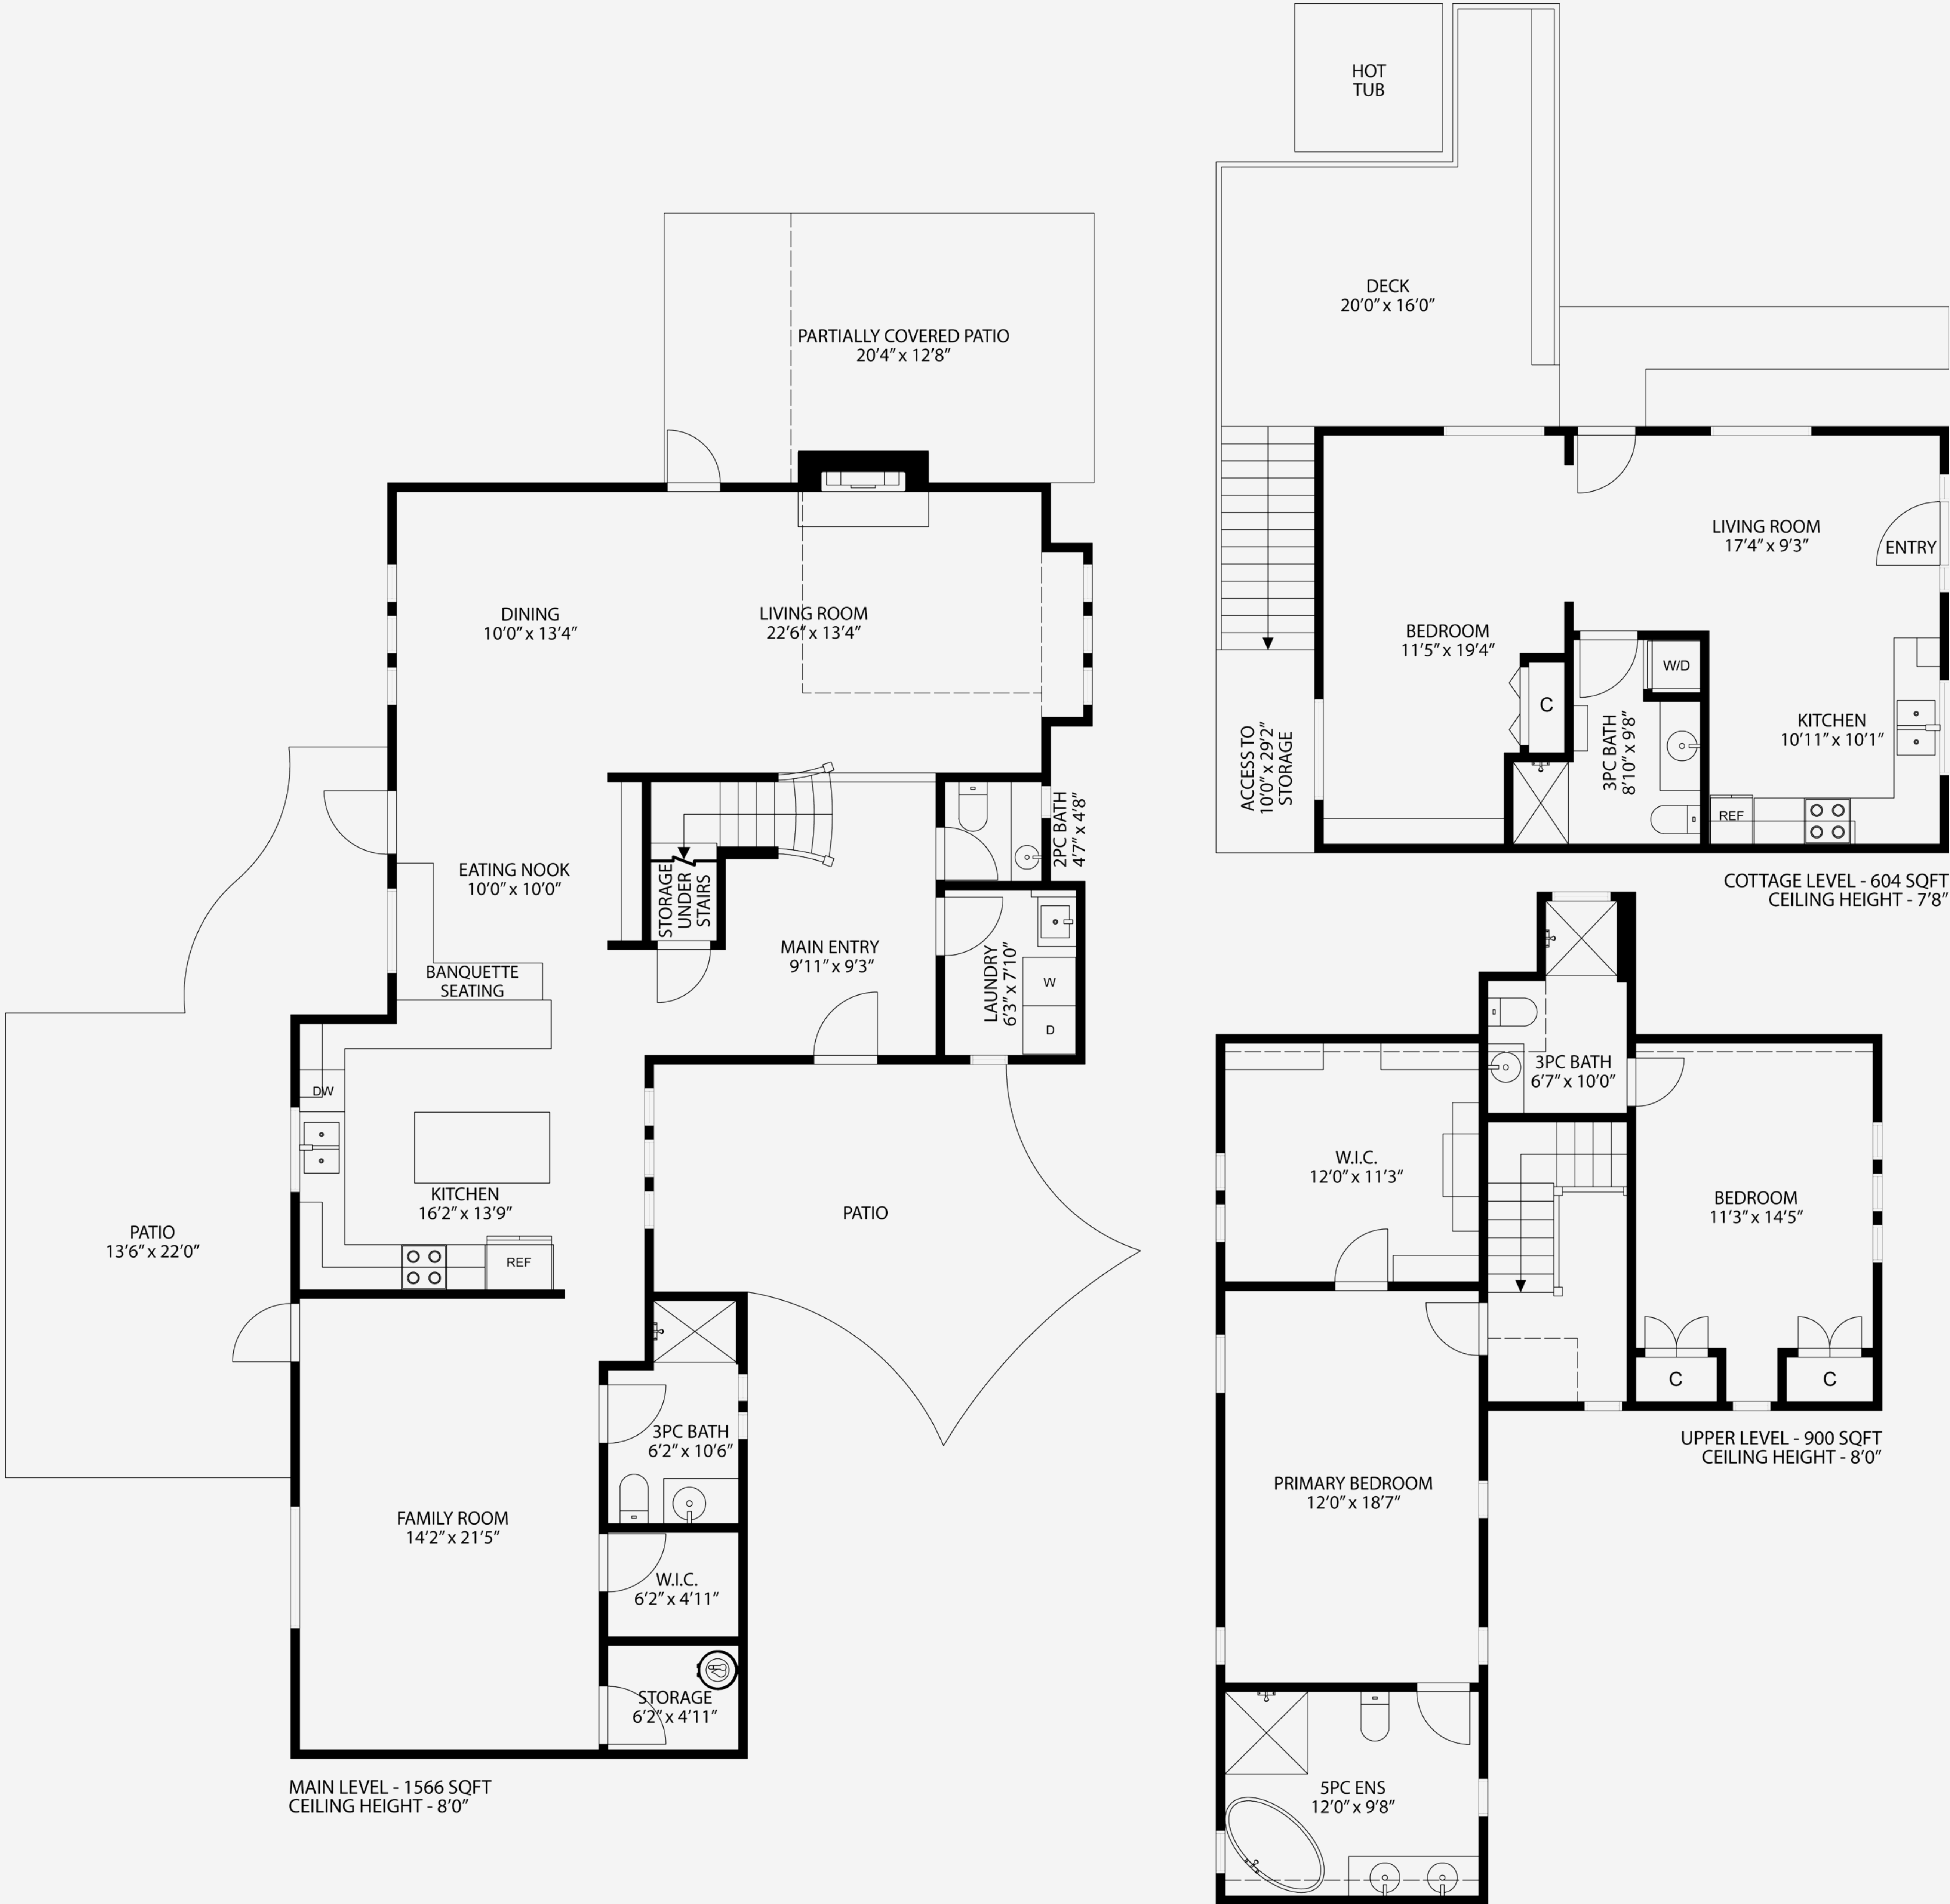 PARTIALLY COVERED PATIO
20'4" x 12'8"
DINING
10'0" x 13'4"
LIVING ROOM
22'6" x 13'4"
EATING NOOK
10'0" x 10'0"
STORAGE
UNDER
STAIRS
2PC BATH
4'7" x 4'8"
MAIN ENTRY
9'11" x 9'3"
LAUNDRY
6'3" x 7'10"
W
D
BANQUETTE
SEATING
DW
KITCHEN
16'2" x 13'9"
REF
PATIO
13'6" x 22'0"
PATIO
3PC BATH
6'2" x 10'6"
FAMILY ROOM
14'2" x 21'5"
W.I.C.
6'2" x 4'11"
STORAGE
6'2" x 4'11"
MAIN LEVEL - 1566 SQFT
CEILING HEIGHT - 8'0"
HOT
TUB
DECK
20'0" x 16'0"
LIVING ROOM
17'4" x 9'3"
ENTRY
BEDROOM
11'5" x 19'4"
W/D
C
3PC BATH
8'10" x 9'8"
KITCHEN
10'11" x 10'1"
REF
ACCESS TO
10'0" x 29'2"
STORAGE
COTTAGE LEVEL - 604 SQFT
CEILING HEIGHT - 7'8"
3PC BATH
6'7" x 10'0"
W.I.C.
12'0" x 11'3"
BEDROOM
11'3" x 14'5"
C
C
UPPER LEVEL - 900 SQFT
CEILING HEIGHT - 8'0"
PRIMARY BEDROOM
12'0" x 18'7"
5PC ENS
12'0" x 9'8"